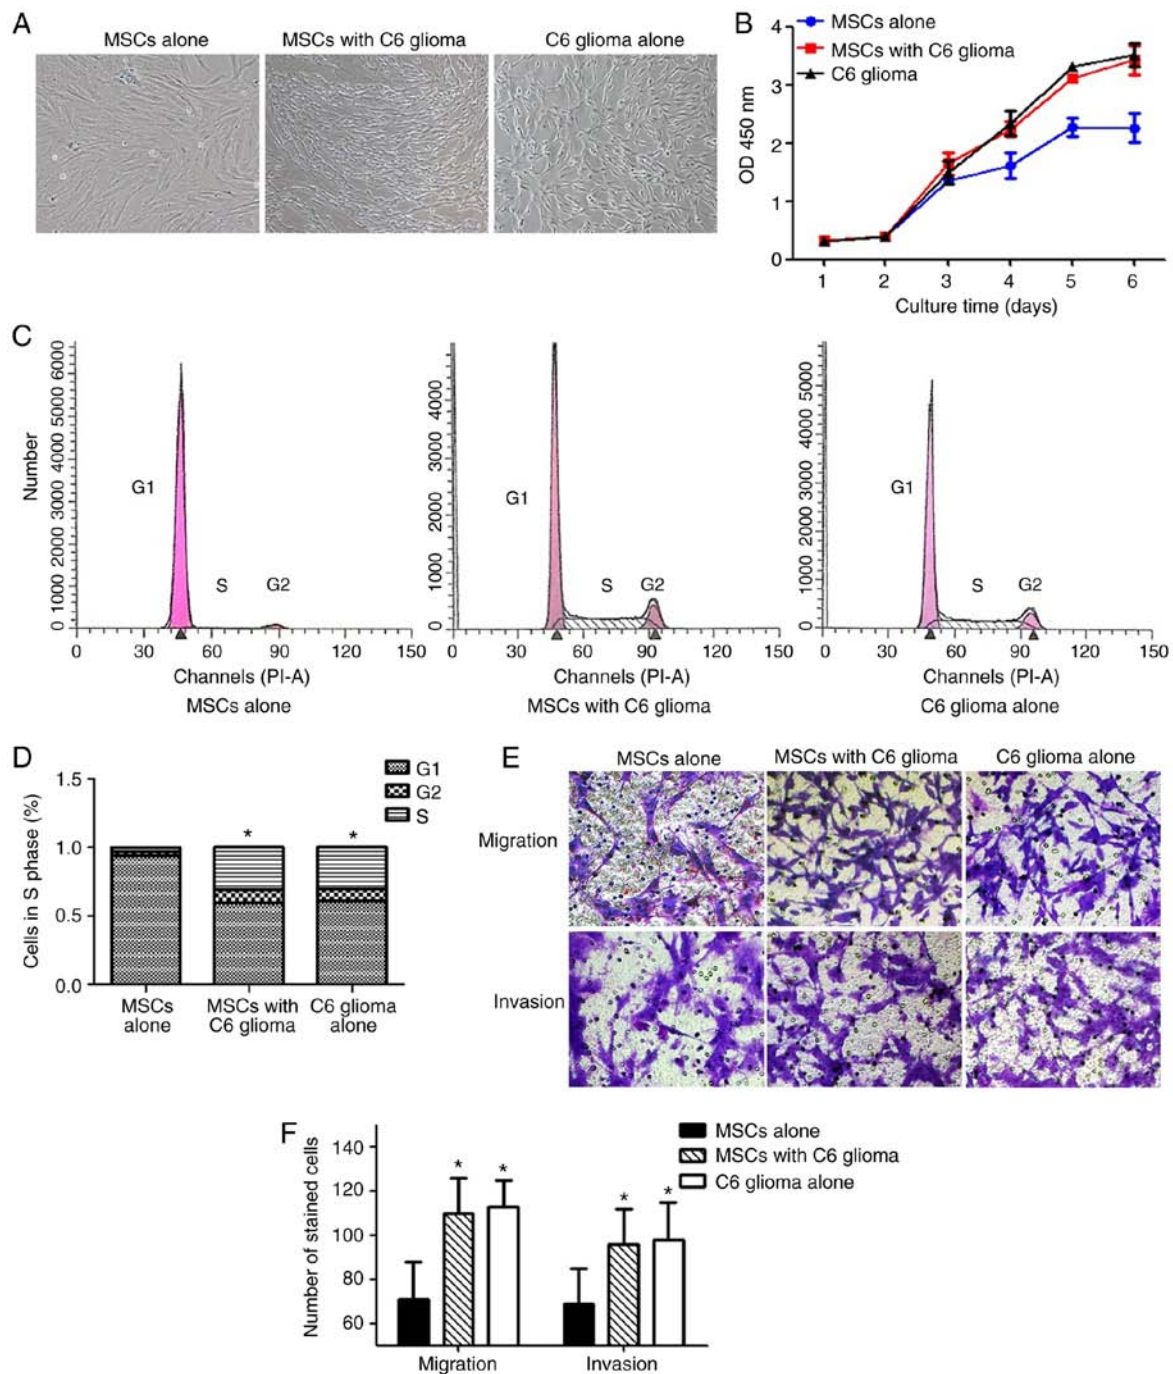 A
MSCs alone
MSCs with C6 glioma
C6 glioma alone
B
MSCs alone
MSCs with C6 glioma
C6 glioma
OD 450 nm
4
3
2
1
0
1 2 3 4 5 6
Culture time (days)
C
Number
6000
5000
4000
3000
2000
1000
0
G1
S
G2
0 30 60 90 120 150
Channels (PI-A)
MSCs alone
4000
3000
2000
1000
0
G1
S
G2
0 30 60 90 120 150
Channels (PI-A)
MSCs with C6 glioma
5000
4000
3000
2000
1000
0
G1
S
G2
0 30 60 90 120 150
Channels (PI-A)
C6 glioma alone
D
Cells in S phase (%)
1.5
1.0
0.5
0.0
G1
G2
S
* *
MSCs
alone
MSCs with
C6 glioma
C6 glioma
alone
E
MSCs alone
MSCs with C6 glioma
C6 glioma alone
Migration
Invasion
F
Number of stained cells
140
120
100
80
60
* * * *
MSCs alone
MSCs with C6 glioma
C6 glioma alone
Migration
Invasion